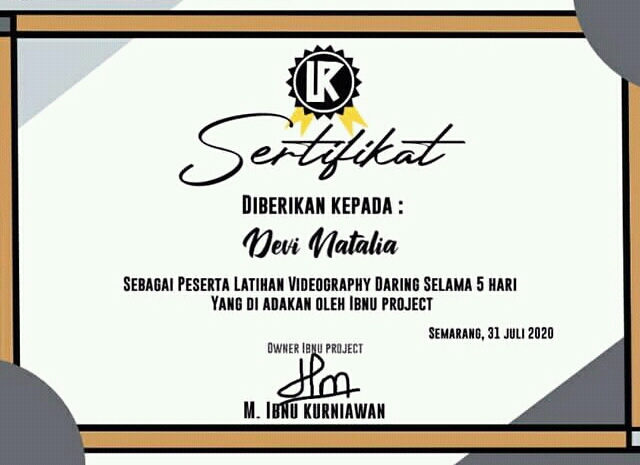 Sertifikat
DIBERIKAN KEPADA :
Devi Natalia
SEBAGAI PESERTA LATIHAN VIDEOGRAPHY DARING SELAMA 5 HARI
YANG DI ADAKAN OLEH IBNU PROJECT
SEMARANG, 31 JULI 2020
OWNER IBNU PROJECT
M. IBNU KURNIAWAN